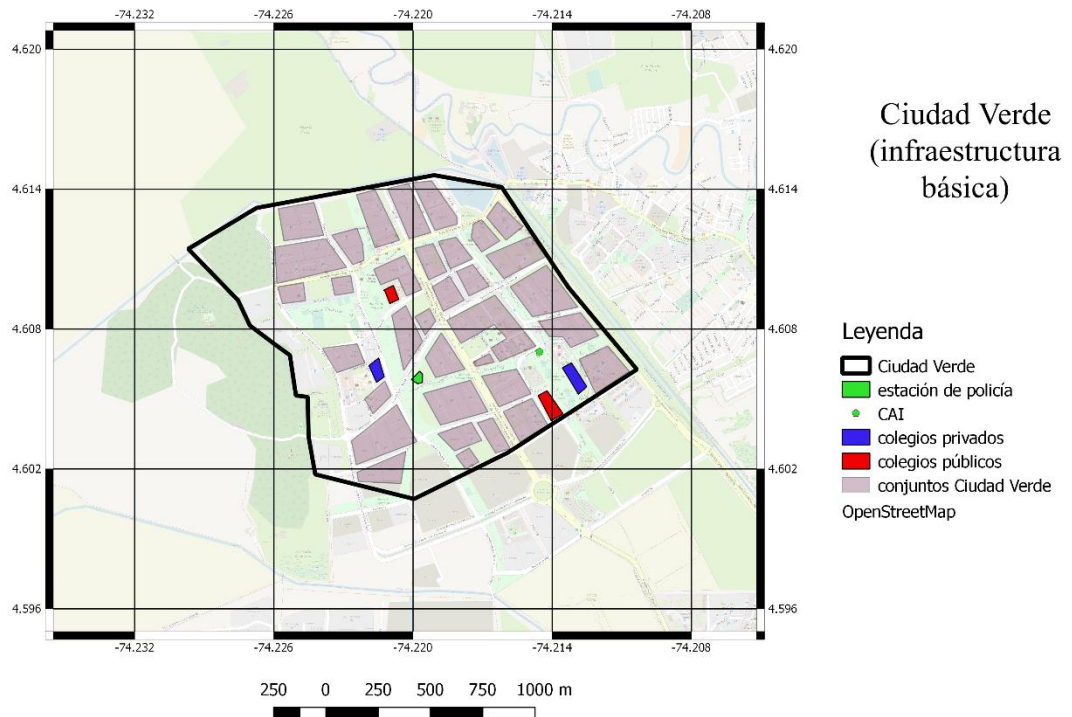 -74.232 -74.226 -74.220 -74.214 -74.208
4.620 4.620
Ciudad Verde
(infraestructura
básica)
4.614 4.614
4.608 4.608
Leyenda
Ciudad Verde
estación de policía
CAI
colegios privados
colegios públicos
4.602 4.602
conjuntos Ciudad Verde
OpenStreetMap
4.596 4.596
-74.232 -74.226 -74.220 -74.214 -74.208
250 0 250 500 750 1000 m